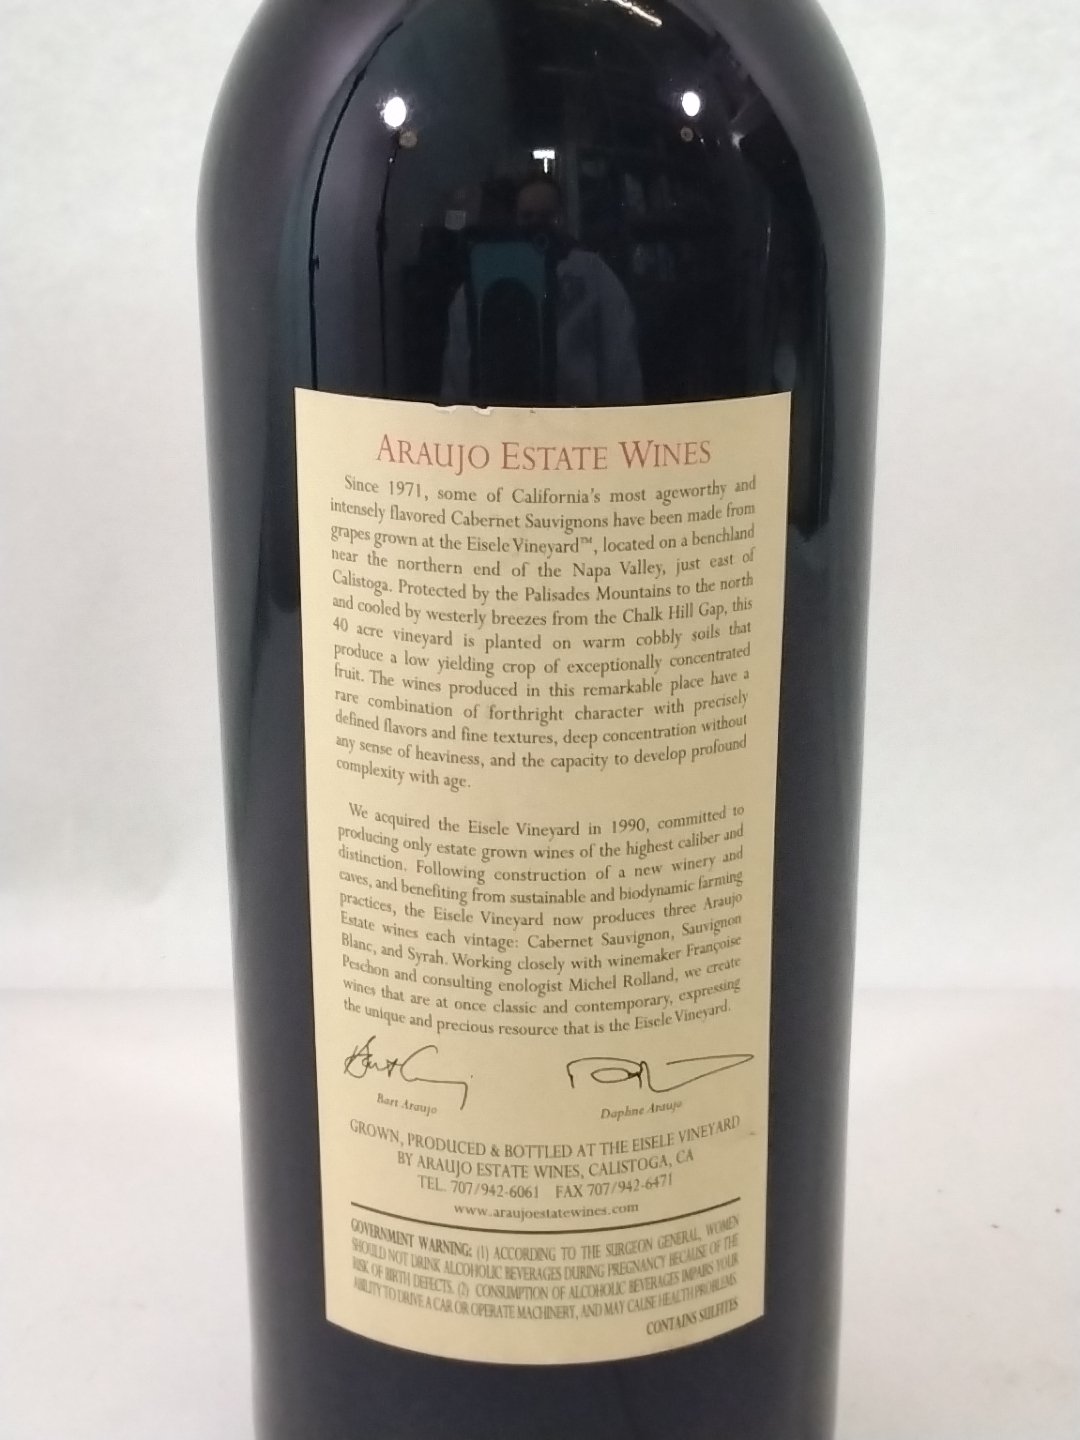 ARAUJO ESTATE WINES
Since 1971, some of California's most ageworthy and
intensely flavored Cabernet Sauvignons have been made from
grapes grown at the Eisele Vineyard™, located on a benchland
near the northern end of the Napa Valley, just east of
Calistoga. Protected by the Palisades Mountains to the north
and cooled by westerly breezes from the Chalk Hill Gap, this
40 acre vineyard is planted on warm cobbly soils that
produce a low yielding crop of exceptionally concentrated
fruit. The wines produced in this remarkable place have a
rare combination of forthright character with precisely
defined flavors and fine textures, deep concentration without
any sense of heaviness, and the capacity to develop profound
complexity with age.
We acquired the Eisele Vineyard in 1990, committed to
producing only estate grown wines of the highest caliber and
distinction. Following construction of a new winery and
caves, and benefiting from sustainable and biodynamic farming
practices, the Eisele Vineyard now produces three Araujo
Estate wines each vintage: Cabernet Sauvignon, Sauvignon
Blanc, and Syrah. Working closely with winemaker Françoise
Peschon and consulting enologist Michel Rolland, we create
wines that are at once classic and contemporary, expressing
the unique and precious resource that is the Eisele Vineyard.
Bart Araujo
Daphne Araujo
GROWN, PRODUCED & BOTTLED AT THE EISELE VINEYARD
BY ARAUJO ESTATE WINES, CALISTOGA, CA
TEL. 707/942-6061 FAX 707/942-6471
www.araujoestatewines.com
GOVERNMENT WARNING: (1) ACCORDING TO THE SURGEON GENERAL, WOMEN
SHOULD NOT DRINK ALCOHOLIC BEVERAGES DURING PREGNANCY BECAUSE OF THE
RISK OF BIRTH DEFECTS. (2) CONSUMPTION OF ALCOHOLIC BEVERAGES IMPAIRS YOUR
ABILITY TO DRIVE A CAR OR OPERATE MACHINERY, AND MAY CAUSE HEALTH PROBLEMS.
CONTAINS SULFITES